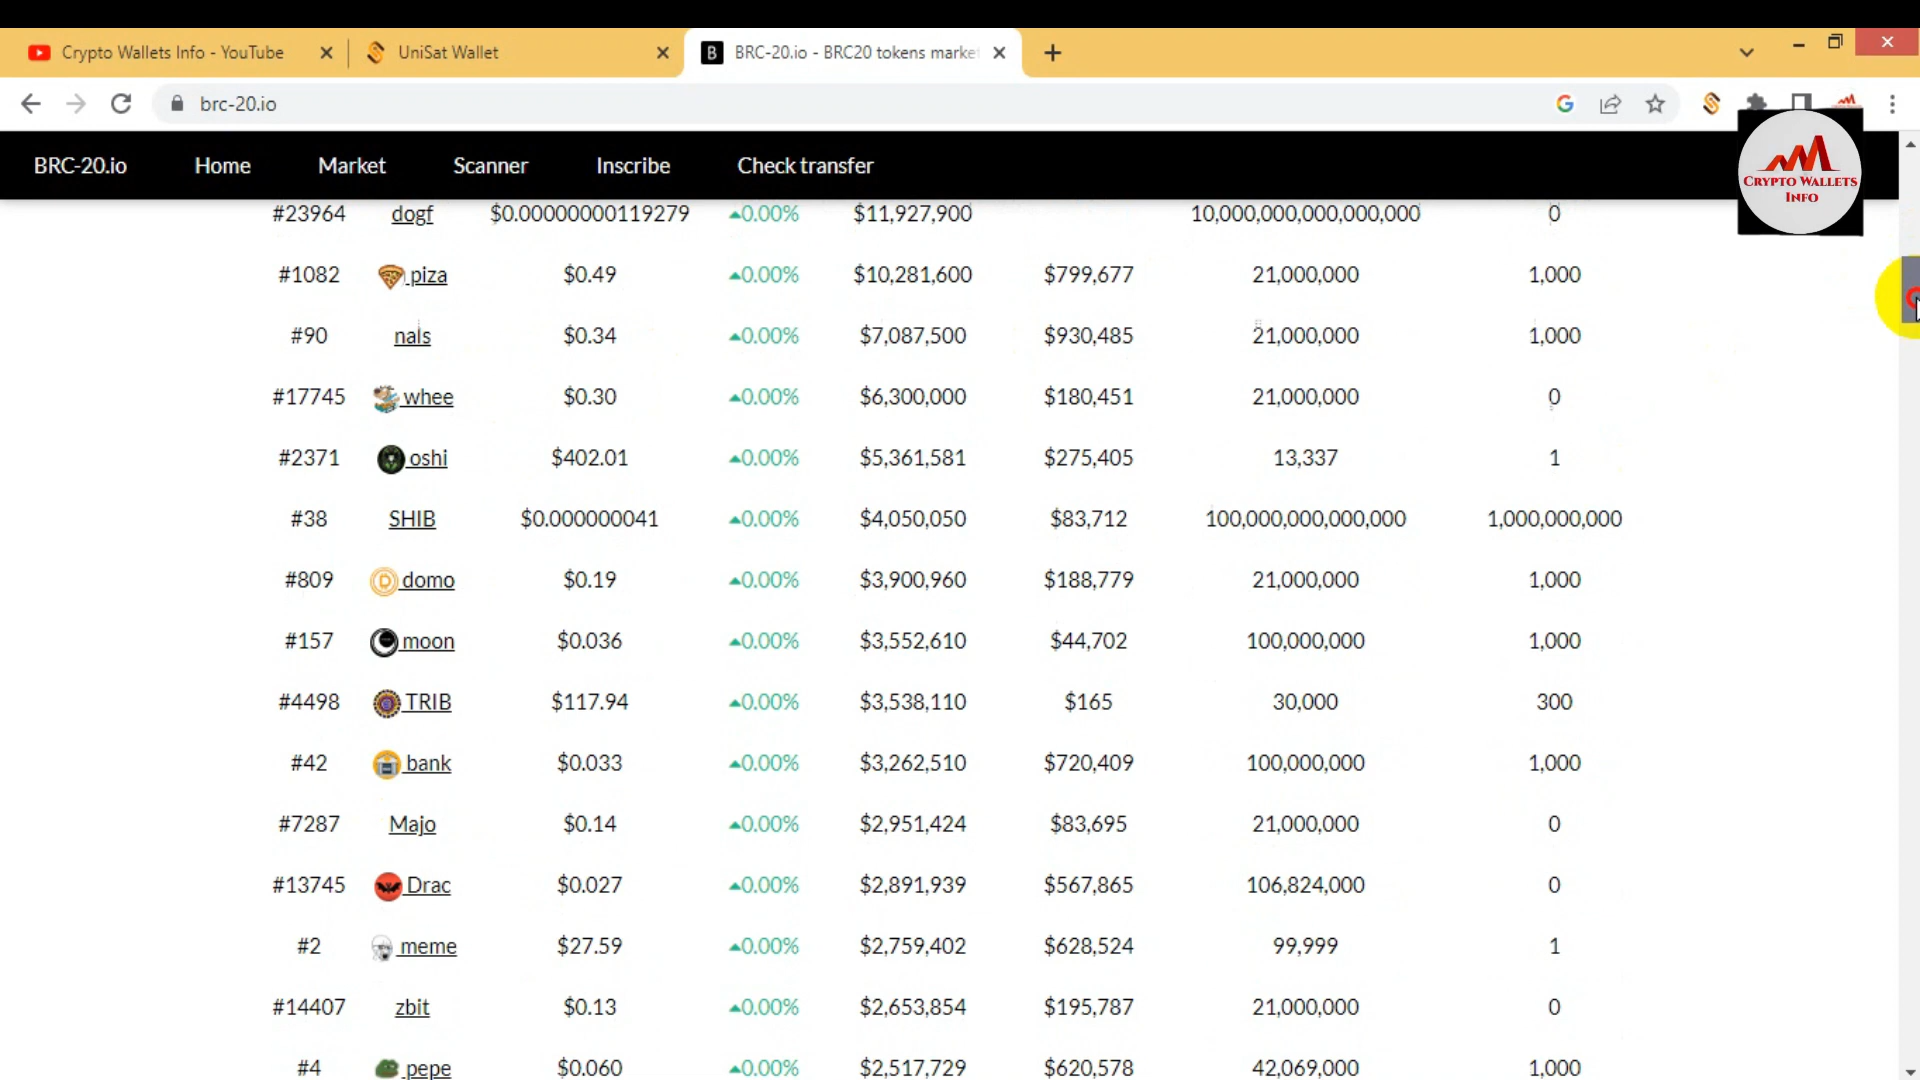 Crypto Wallets Info - YouTube UniSat Wallet BRC-20.io - BRC20 tokens marke
brc-20.io
BRC-20.io Home Market Scanner Inscribe Check transfer
CRYPTO WALLETS
INFO
#23964 dogf $0.00000000119279 0.00% $11,927,900 10,000,000,000,000,000 0
#1082 piza $0.49 0.00% $10,281,600 $799,677 21,000,000 1,000
#90 nals $0.34 0.00% $7,087,500 $930,485 21,000,000 1,000
#17745 whee $0.30 0.00% $6,300,000 $180,451 21,000,000 0
#2371 oshi $402.01 0.00% $5,361,581 $275,405 13,337 1
#38 SHIB $0.000000041 0.00% $4,050,050 $83,712 100,000,000,000,000 1,000,000,000
#809 domo $0.19 0.00% $3,900,960 $188,779 21,000,000 1,000
#157 moon $0.036 0.00% $3,552,610 $44,702 100,000,000 1,000
#4498 TRIB $117.94 0.00% $3,538,110 $165 30,000 300
#42 bank $0.033 0.00% $3,262,510 $720,409 100,000,000 1,000
#7287 Majo $0.14 0.00% $2,951,424 $83,695 21,000,000 0
#13745 Drac $0.027 0.00% $2,891,939 $567,865 106,824,000 0
#2 meme $27.59 0.00% $2,759,402 $628,524 99,999 1
#14407 zbit $0.13 0.00% $2,653,854 $195,787 21,000,000 0
#4 pepe $0.060 0.00% $2,517,729 $620,578 42,069,000 1,000